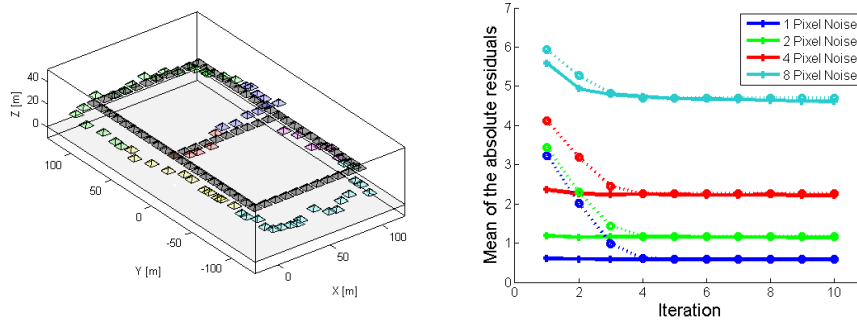 40
20
0
Z [m]
100
50
0
-50
-100
Y [m]
0
50
100
X [m]
7
6
5
4
3
2
1
0
Mean of the absolute residuals
0
2
4
6
8
10
Iteration
1 Pixel Noise
2 Pixel Noise
4 Pixel Noise
8 Pixel Noise